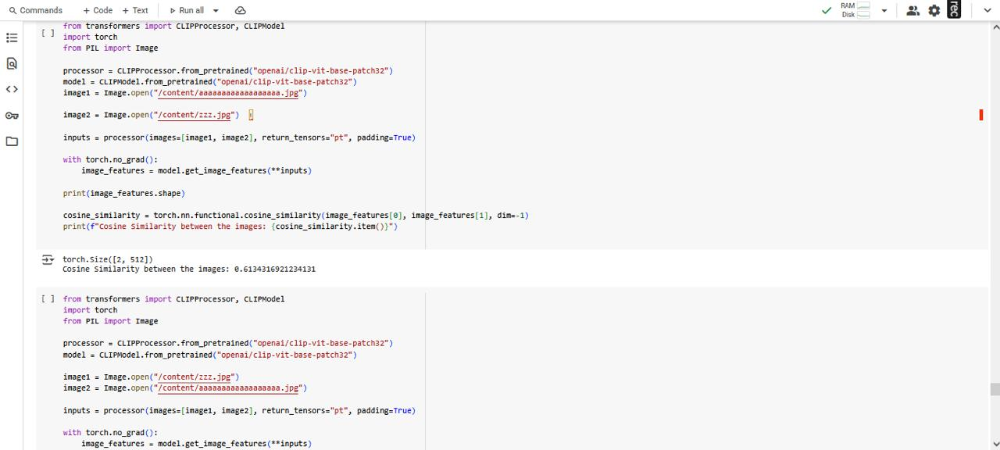 Commands + Code + Text Run all
RAM
Disk
rec
from transformers import CLIPProcessor, CLIPModel
[ ] import torch
from PIL import Image
processor = CLIPProcessor.from_pretrained("openai/clip-vit-base-patch32")
model = CLIPModel.from_pretrained("openai/clip-vit-base-patch32")
image1 = Image.open("/content/aaaaaaaaaaaaaaaaaa.jpg")
image2 = Image.open("/content/zzz.jpg")
inputs = processor(images=[image1, image2], return_tensors="pt", padding=True)
with torch.no_grad():
    image_features = model.get_image_features(**inputs)
print(image_features.shape)
cosine_similarity = torch.nn.functional.cosine_similarity(image_features[0], image_features[1], dim=-1)
print(f"Cosine Similarity between the images: {cosine_similarity.item()}")
torch.Size([2, 512])
Cosine Similarity between the images: 0.6134316921234131
[ ] from transformers import CLIPProcessor, CLIPModel
import torch
from PIL import Image
processor = CLIPProcessor.from_pretrained("openai/clip-vit-base-patch32")
model = CLIPModel.from_pretrained("openai/clip-vit-base-patch32")
image1 = Image.open("/content/zzz.jpg")
image2 = Image.open("/content/aaaaaaaaaaaaaaaaaa.jpg")
inputs = processor(images=[image1, image2], return_tensors="pt", padding=True)
with torch.no_grad():
    image_features = model.get_image_features(**inputs)